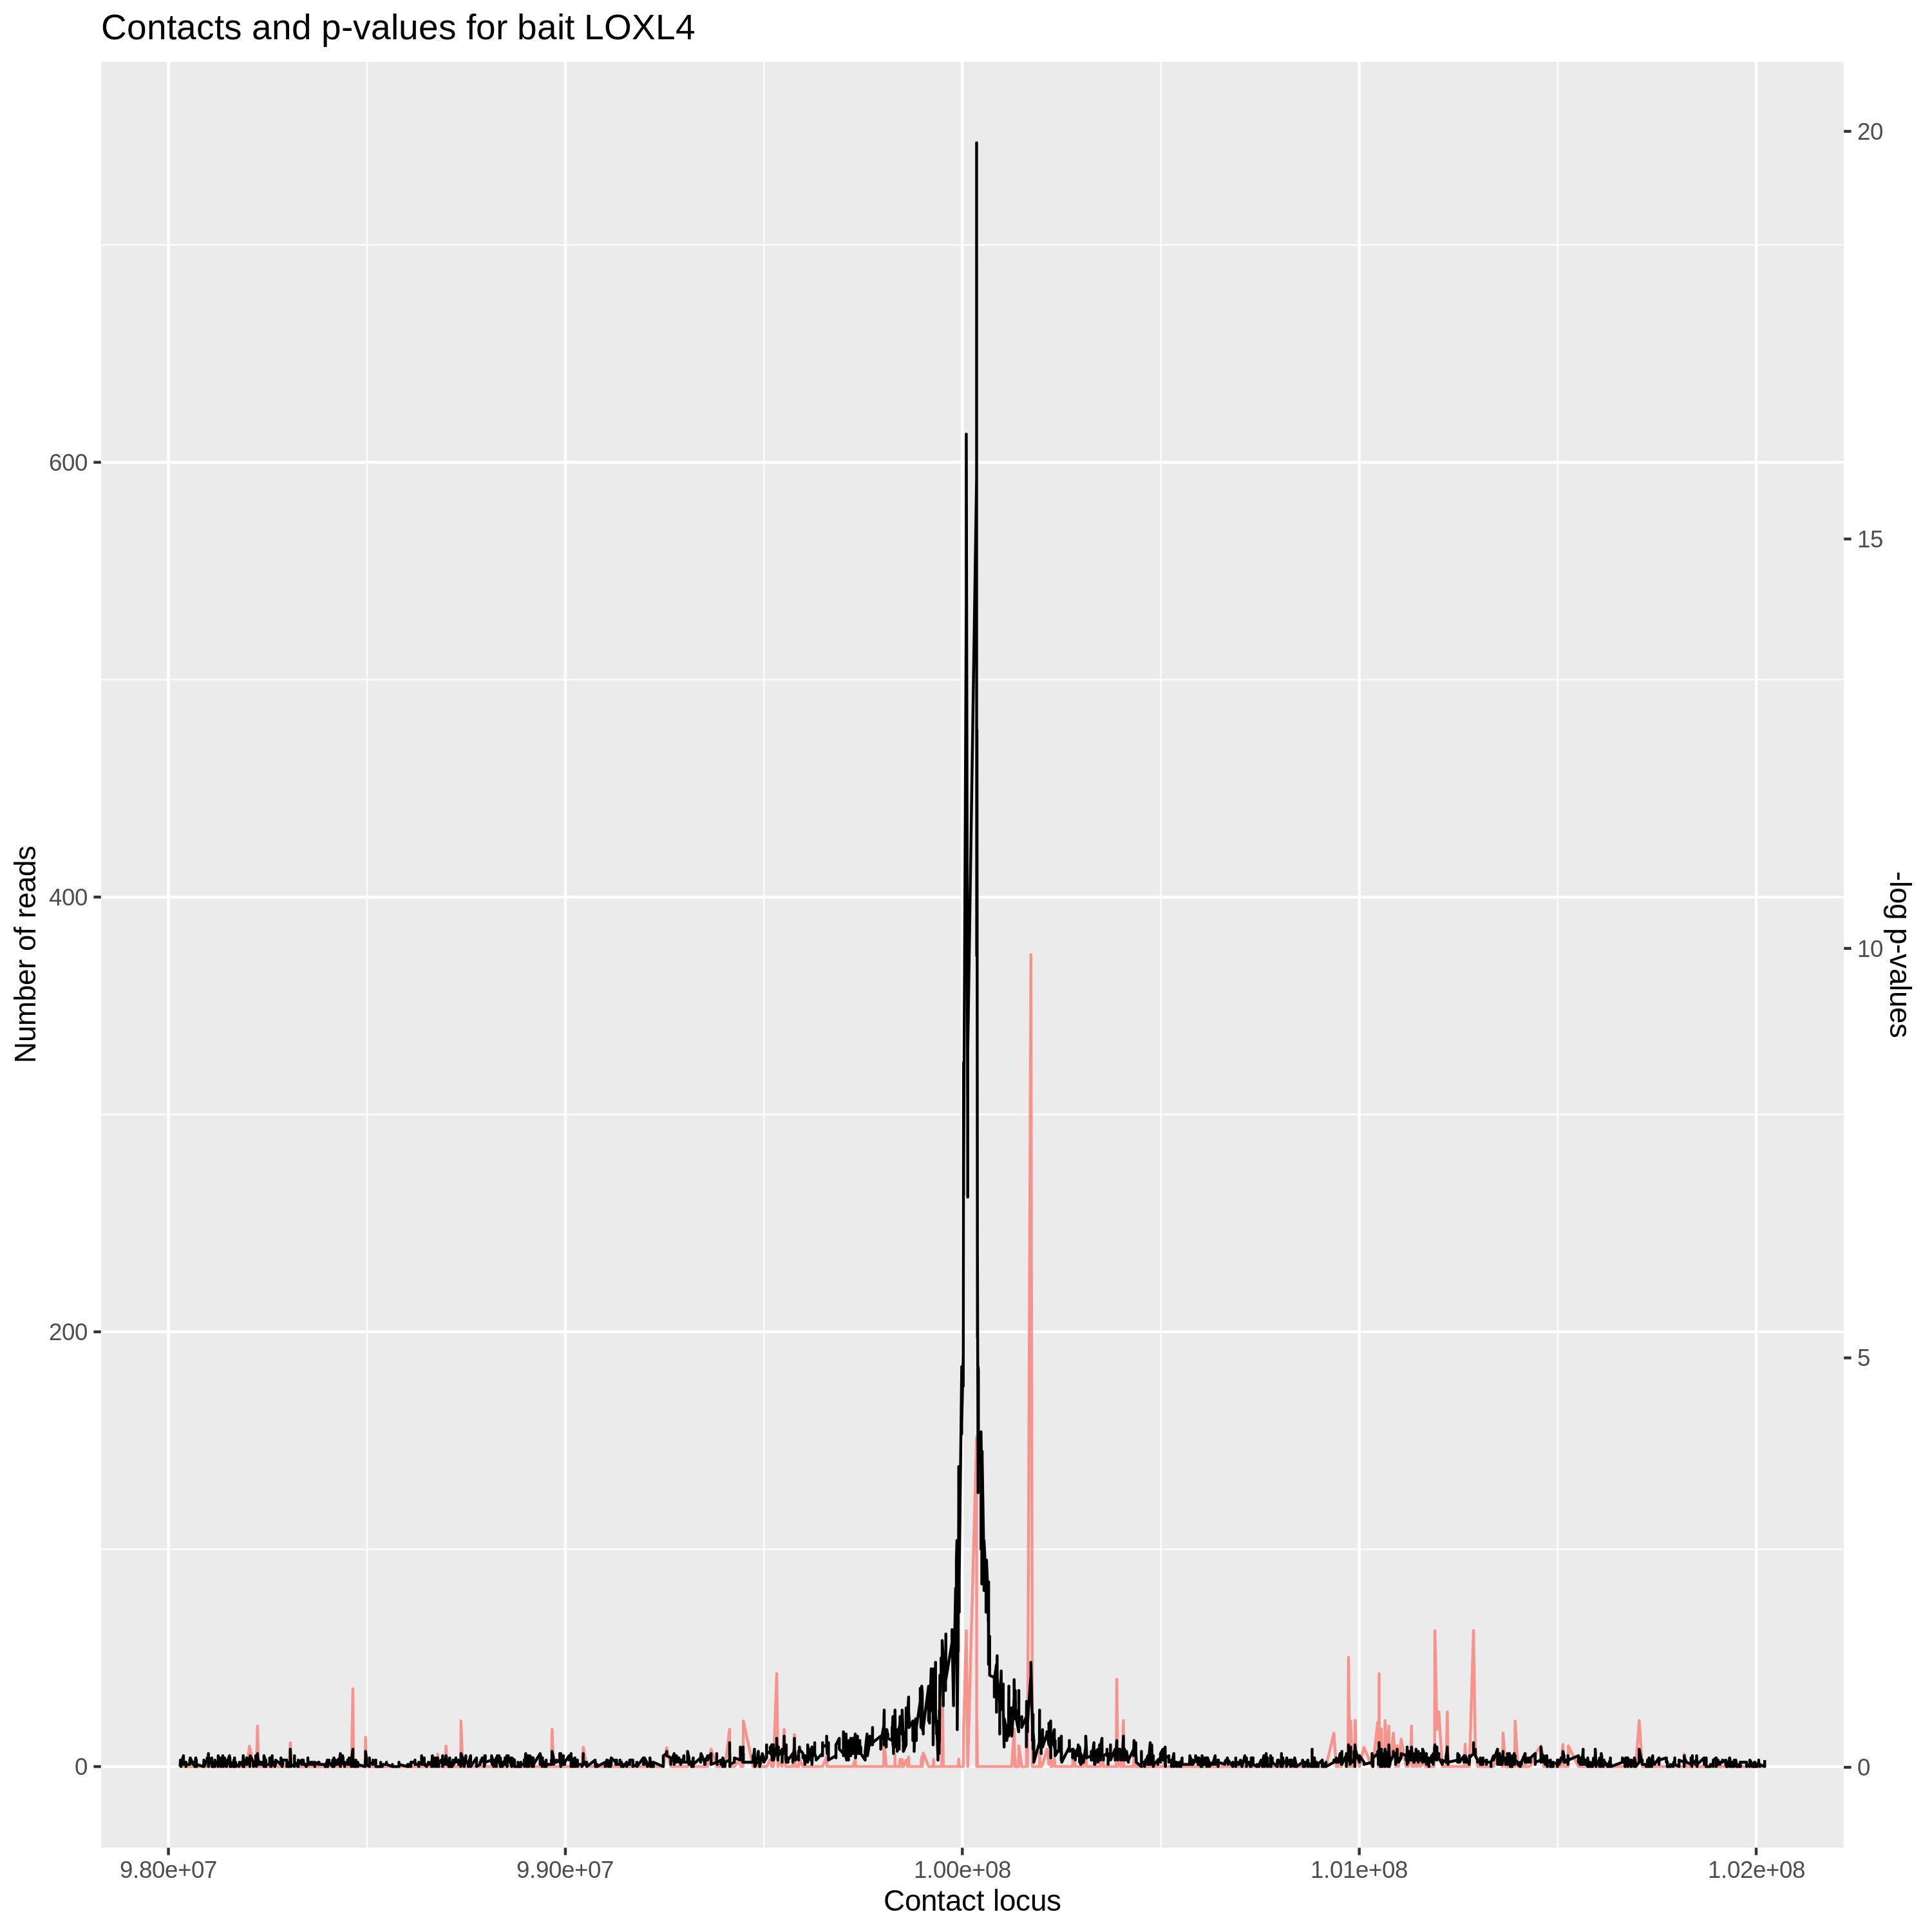 Contacts and p-values for bait LOXL4
Number of reads
600
400
200
0
20
15
10
5
0
-log p-values
9.80e+07
9.90e+07
1.00e+08
1.01e+08
1.02e+08
Contact locus